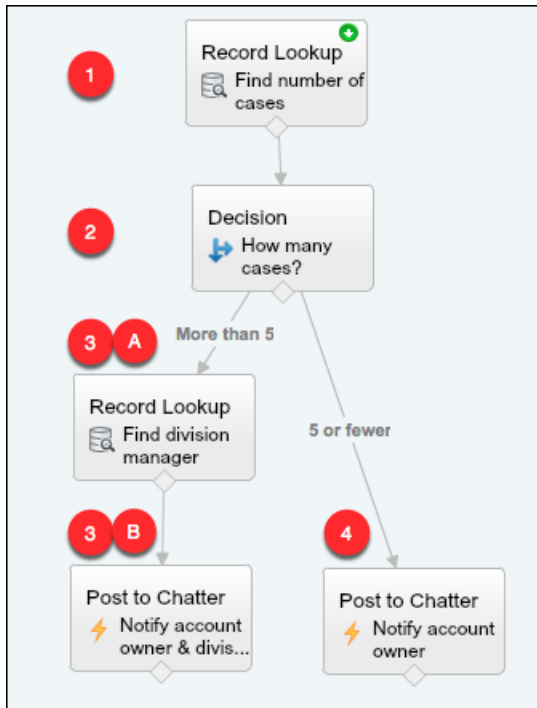 1
Record Lookup
Find number of
cases
2
Decision
How many
cases?
More than 5
5 or fewer
3 A
Record Lookup
Find division
manager
3 B
Post to Chatter
Notify account
owner & divis...
4
Post to Chatter
Notify account
owner